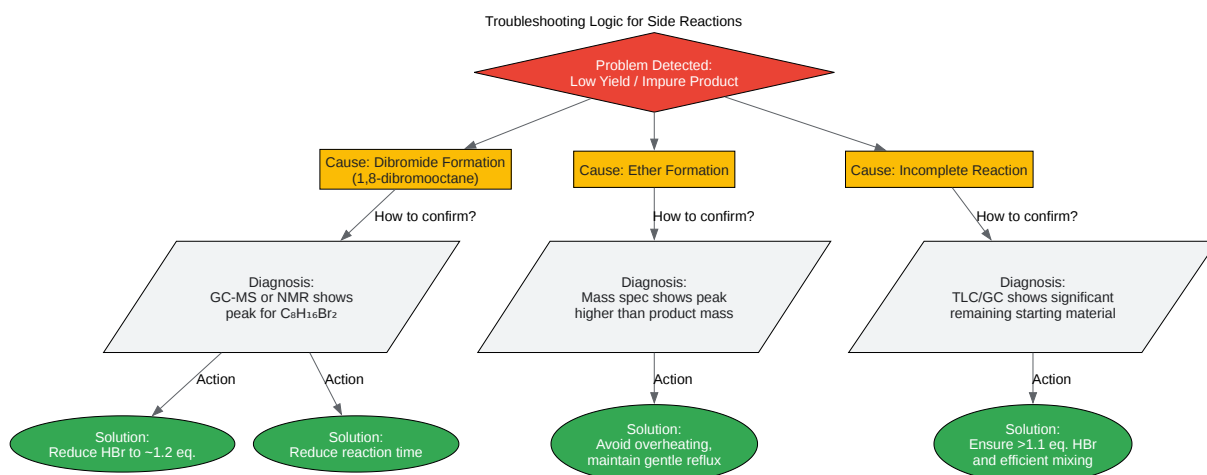 Troubleshooting Logic for Side Reactions
Problem Detected:
Low Yield / Impure Product
Cause: Dibromide Formation
(1,8-dibromooctane)
Cause: Ether Formation
Cause: Incomplete Reaction
How to confirm?
How to confirm?
How to confirm?
Diagnosis:
GC-MS or NMR shows
peak for C₈H₁₆Br₂
Diagnosis:
Mass spec shows peak
higher than product mass
Diagnosis:
TLC/GC shows significant
remaining starting material
Action
Action
Action
Action
Solution:
Reduce HBr to ~1.2 eq.
Solution:
Reduce reaction time
Solution:
Avoid overheating,
maintain gentle reflux
Solution:
Ensure >1.1 eq. HBr
and efficient mixing